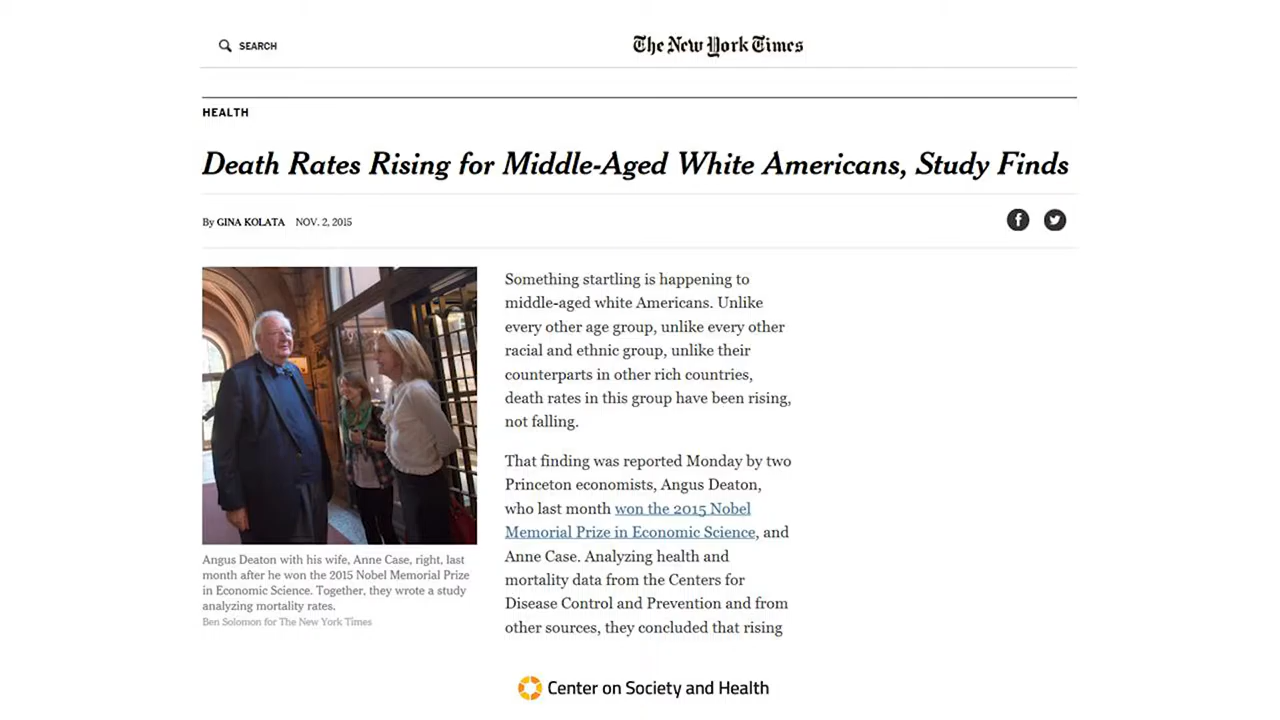 SEARCH
The New York Times
HEALTH
Death Rates Rising for Middle-Aged White Americans, Study Finds
By GINA KOLATA NOV. 2, 2015
Something startling is happening to
middle-aged white Americans. Unlike
every other age group, unlike every other
racial and ethnic group, unlike their
counterparts in other rich countries,
death rates in this group have been rising,
not falling.
That finding was reported Monday by two
Princeton economists, Angus Deaton,
who last month won the 2015 Nobel
Memorial Prize in Economic Science, and
Anne Case. Analyzing health and
mortality data from the Centers for
Disease Control and Prevention and from
other sources, they concluded that rising
Angus Deaton with his wife, Anne Case, right, last
month after he won the 2015 Nobel Memorial Prize
in Economic Science. Together, they wrote a study
analyzing mortality rates.
Ben Solomon for The New York Times
Center on Society and Health